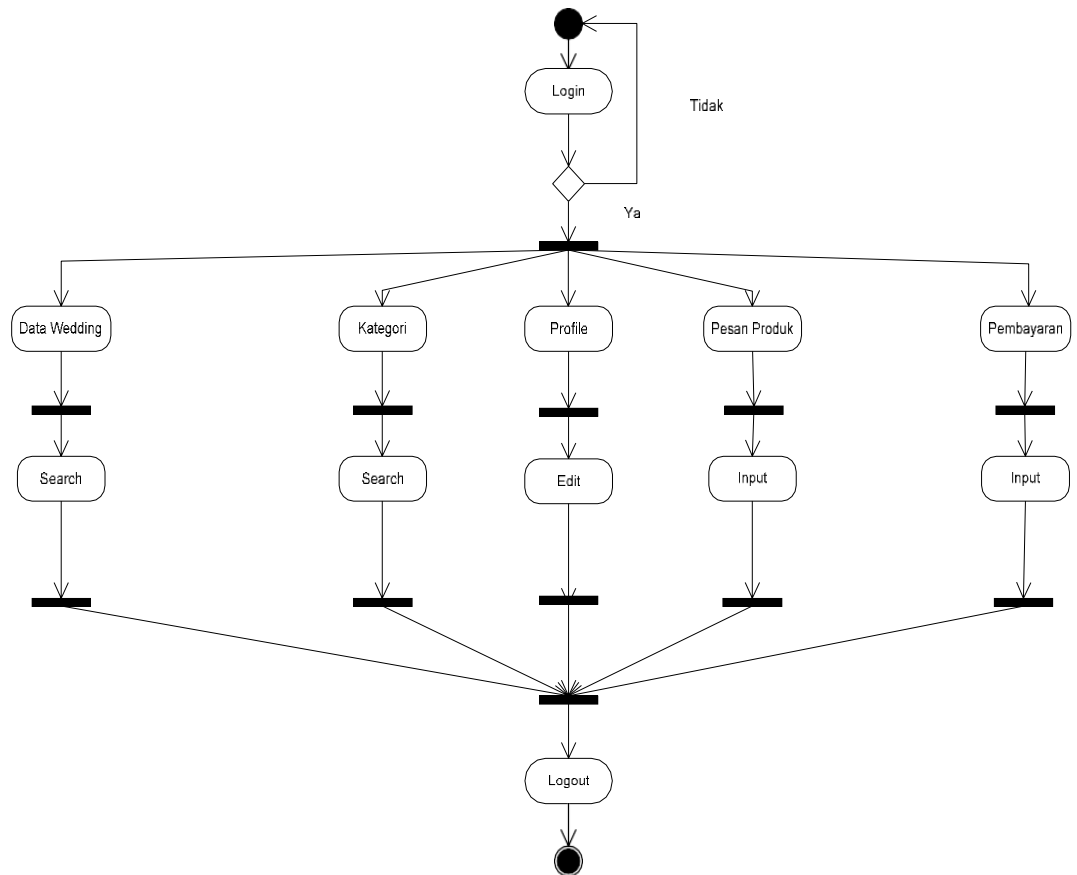 Login
Tidak
Ya
Data Wedding
Kategori
Profile
Pesan Produk
Pembayaran
Search
Search
Edit
Input
Input
Logout